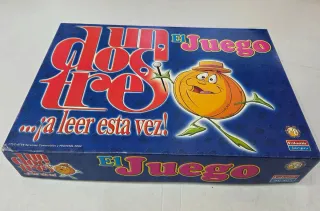 un
dos
tres
El Juego
...¡a leer esta vez!
El Juego